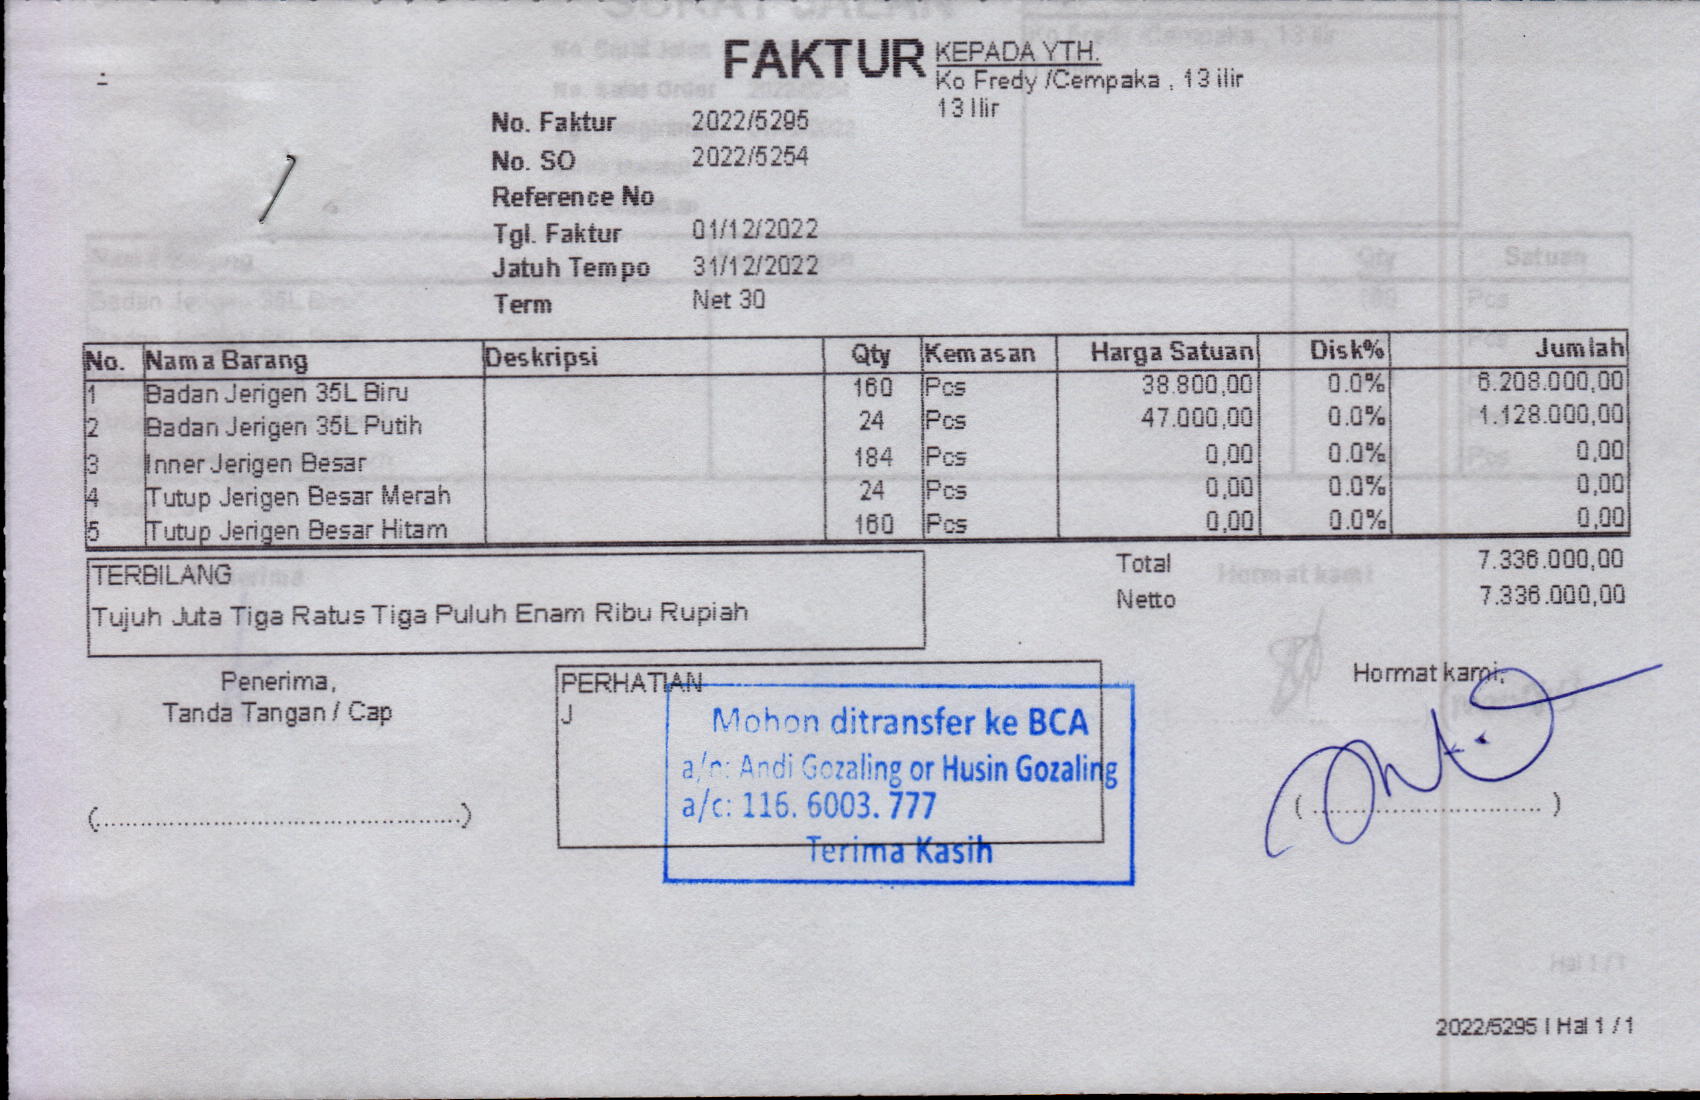 FAKTUR
KEPADA YTH.
Ko Fredy /Cempaka , 13 ilir
13 Ilir
No. Faktur 2022/5295
No. SO 2022/5254
Reference No
Tgl. Faktur 01/12/2022
Jatuh Tempo 31/12/2022
Term Net 30
No. Nama Barang Deskripsi Qty Kemasan Harga Satuan Disk% Jumlah
1 Badan Jerigen 35L Biru 160 Pcs 38.800,00 0.0% 6.208.000,00
2 Badan Jerigen 35L Putih 24 Pcs 47.000,00 0.0% 1.128.000,00
3 Inner Jerigen Besar 184 Pcs 0,00 0.0% 0,00
4 Tutup Jerigen Besar Merah 24 Pcs 0,00 0.0% 0,00
5 Tutup Jerigen Besar Hitam 160 Pcs 0,00 0.0% 0,00
TERBILANG
Tujuh Juta Tiga Ratus Tiga Puluh Enam Ribu Rupiah
Total 7.336.000,00
Netto 7.336.000,00
Penerima,
Tanda Tangan / Cap
(................................................)
PERHATIAN
J
Mohon ditransfer ke BCA
a/n: Andi Gozaling or Husin Gozaling
a/c: 116. 6003. 777
Terima Kasih
Hormat kami,
( .............................. )
2022/5295 | Hal 1 / 1